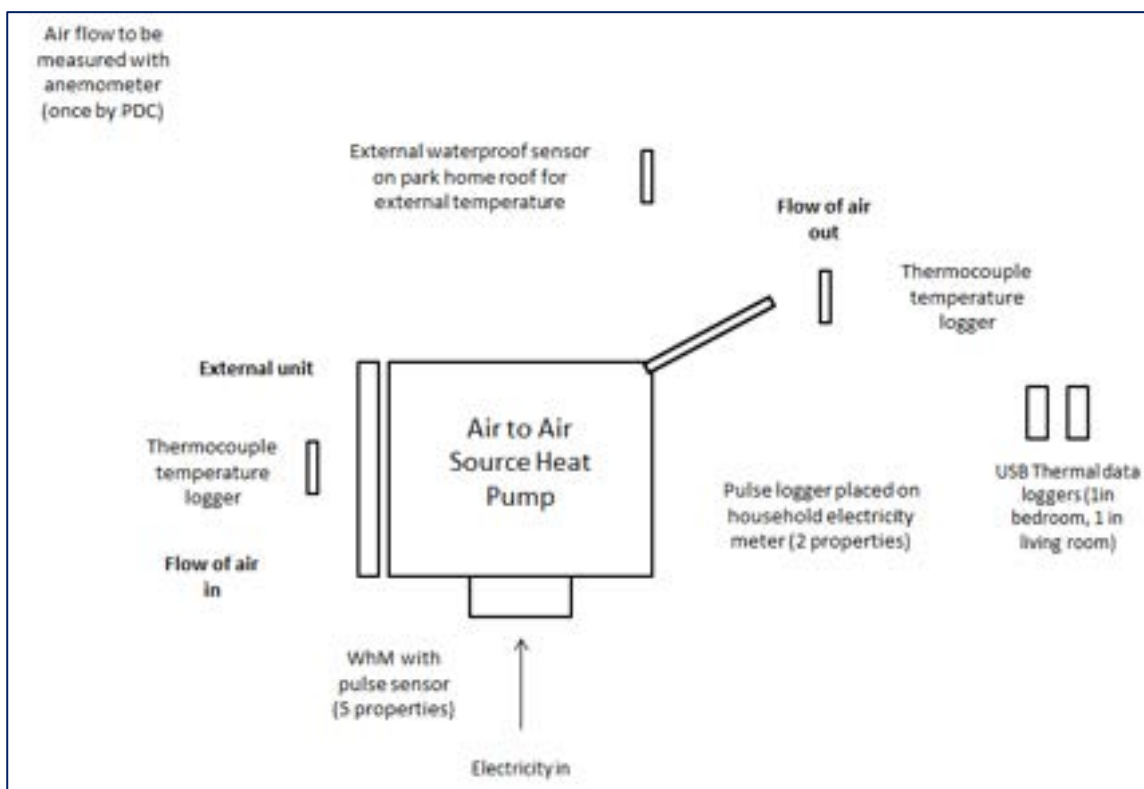 Air flow to be
measured with
anemometer
(once by PDC)
External waterproof sensor
on park home roof for
external temperature
Flow of air
out
Thermocouple
temperature
logger
External unit
Air to Air
Source Heat
Pump
Thermocouple
temperature
logger
Flow of air
in
Pulse logger placed on
household electricity
meter (2 properties)
USB Thermal data
loggers (1in
bedroom, 1 in
living room)
WhM with
pulse sensor
(5 properties)
Electricity in